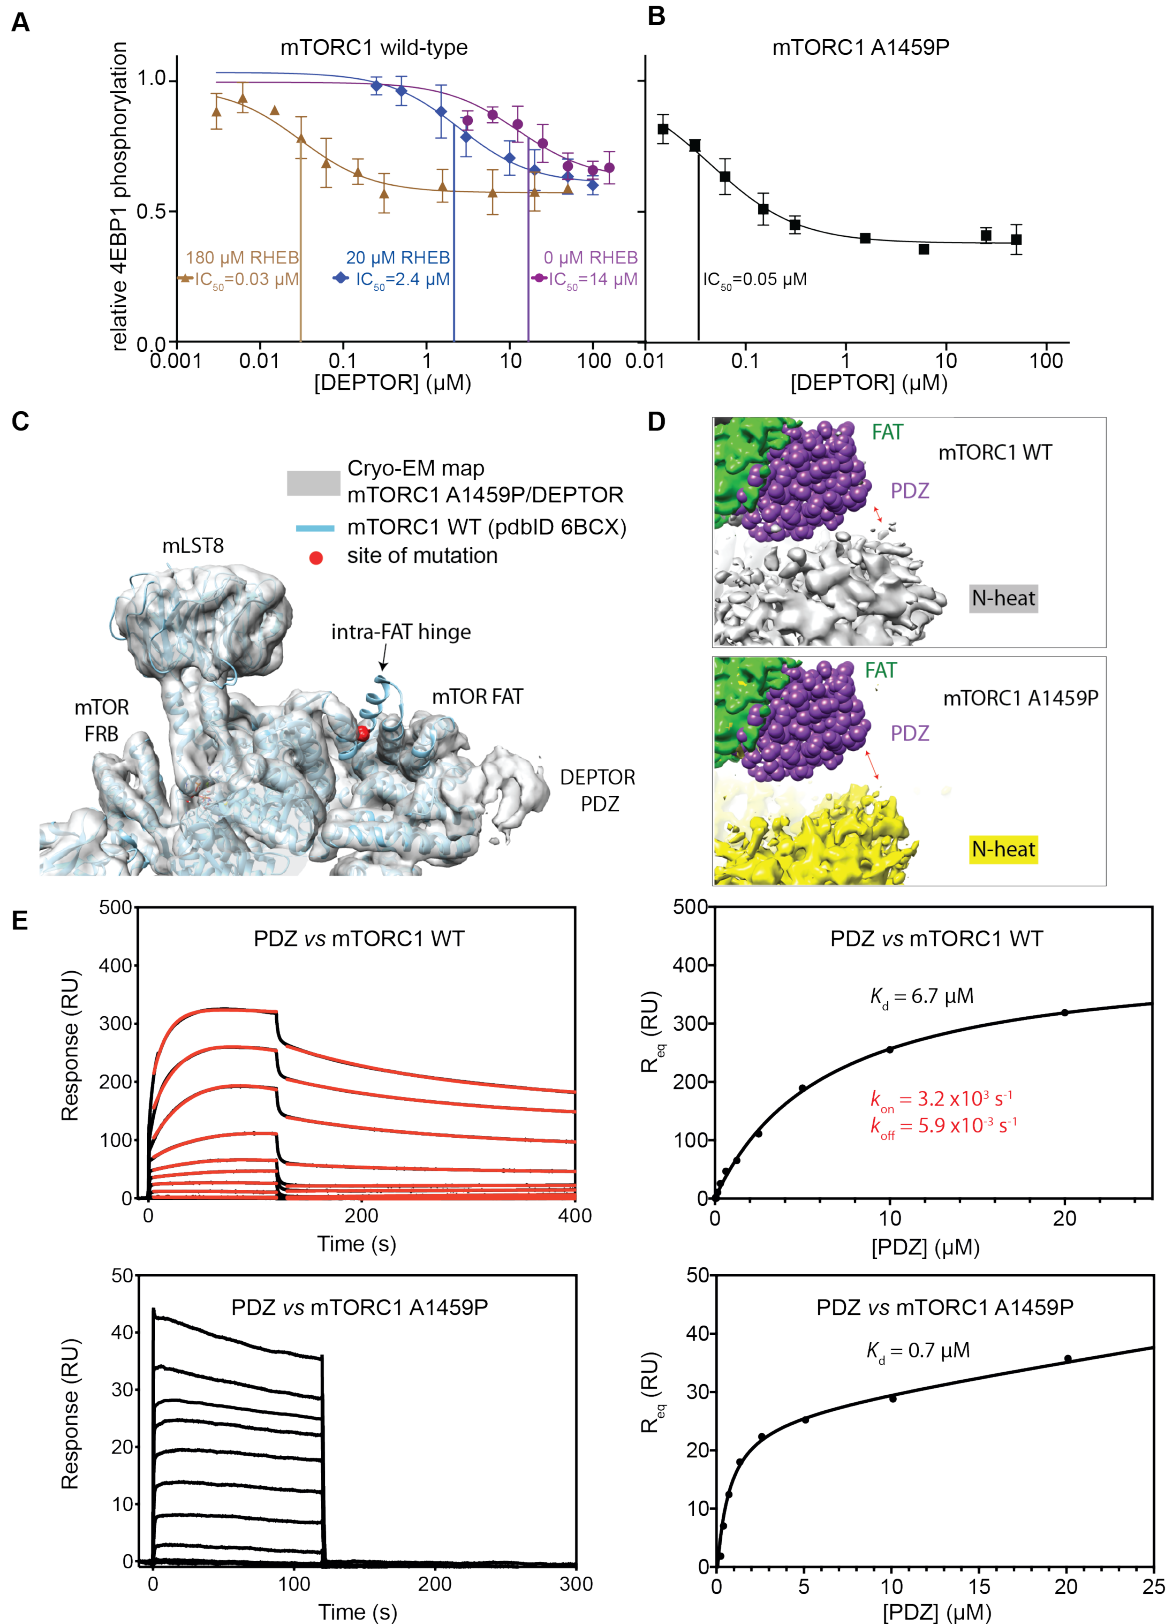 A
mTORC1 wild-type
relative 4EBP1 phosphorylation
1.0
0.5
0.0
180 µM RHEB
IC50=0.03 µM
20 µM RHEB
IC50=2.4 µM
0 µM RHEB
IC50=14 µM
0.001 0.01 0.1 1 10 100
[DEPTOR] (µM)
B
mTORC1 A1459P
IC50=0.05 µM
0.01 0.1 1 10 100
[DEPTOR] (µM)
C
Cryo-EM map
mTORC1 A1459P/DEPTOR
mTORC1 WT (pdbID 6BCX)
site of mutation
mLST8
intra-FAT hinge
mTOR
FRB
mTOR FAT
DEPTOR
PDZ
D
FAT
mTORC1 WT
PDZ
N-heat
FAT
mTORC1 A1459P
PDZ
N-heat
E
PDZ vs mTORC1 WT
Response (RU)
500
400
300
200
100
0
0 200 400
Time (s)
PDZ vs mTORC1 WT
Req (RU)
500
400
300
200
100
0
Kd = 6.7 µM
kon = 3.2 x10³ s-1
koff = 5.9 x10-3 s-1
0 10 20
[PDZ] (µM)
PDZ vs mTORC1 A1459P
Response (RU)
50
40
30
20
10
0
0 100 200 300
Time (s)
PDZ vs mTORC1 A1459P
Req (RU)
50
40
30
20
10
0
Kd = 0.7 µM
0 5 10 15 20 25
[PDZ] (µM)